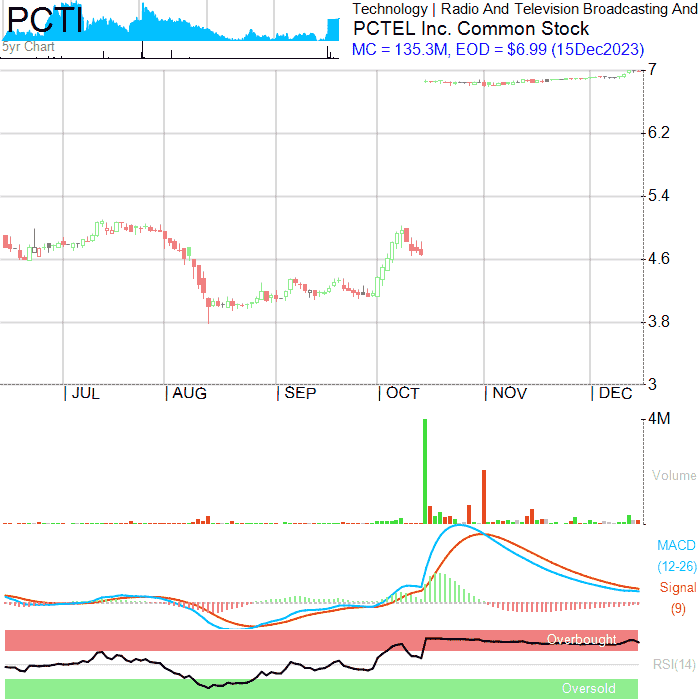 PCTI
5yr Chart
Technology | Radio And Television Broadcasting And
PCTEL Inc. Common Stock
MC = 135.3M, EOD = $6.99 (15Dec2023)
7
6.2
5.4
4.6
3.8
3
| JUL | AUG | SEP | OCT | NOV | DEC
4M
Volume
MACD
(12-26)
Signal
(9)
Overbought
RSI(14)
Oversold